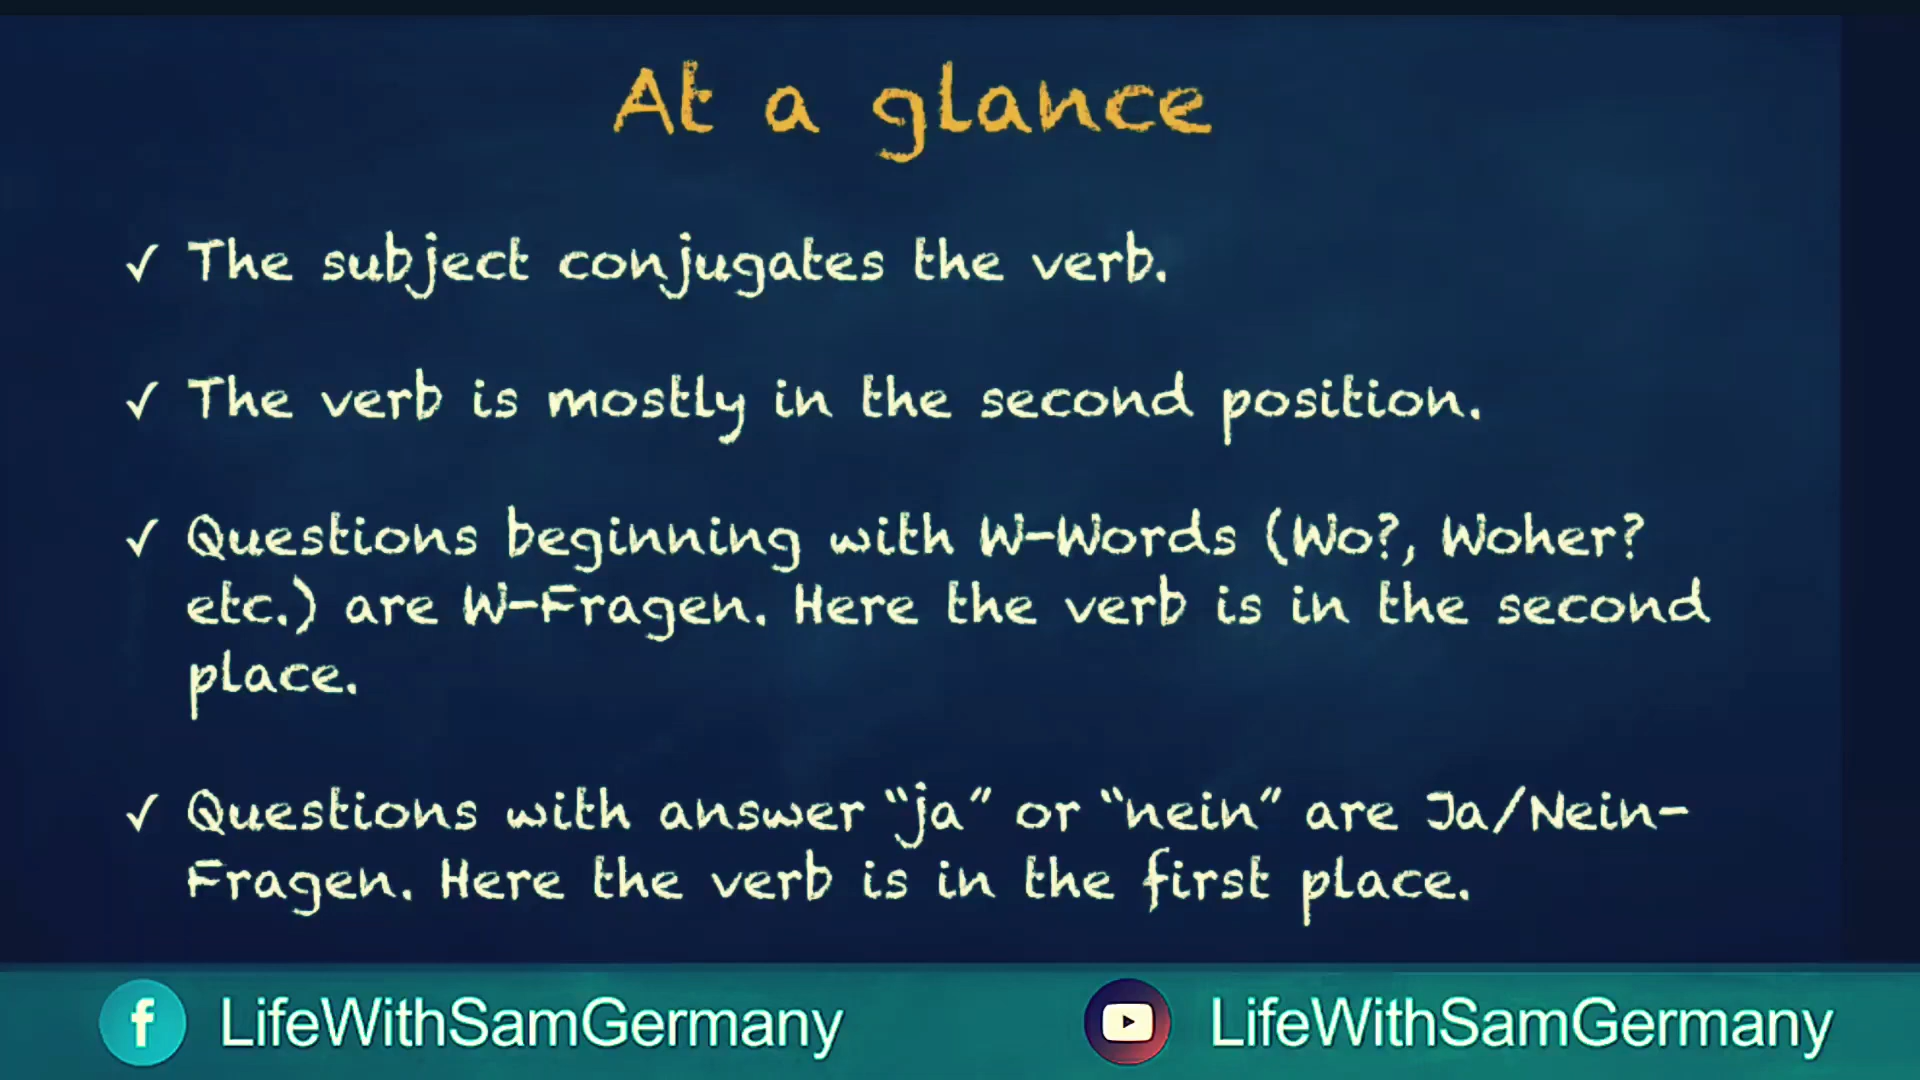 At a glance
✓ The subject conjugates the verb.
✓ The verb is mostly in the second position.
✓ Questions beginning with W-Words (Wo?, Woher?
etc.) are W-Fragen. Here the verb is in the second
place.
✓ Questions with answer “ja” or “nein” are Ja/Nein-
Fragen. Here the verb is in the first place.
f LifeWithSamGermany
LifeWithSamGermany